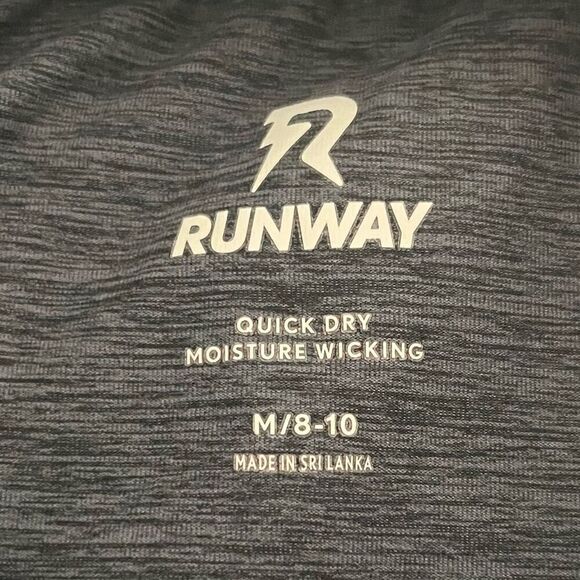 RUNWAY
QUICK DRY
MOISTURE WICKING
M/8-10
MADE IN SRI LANKA